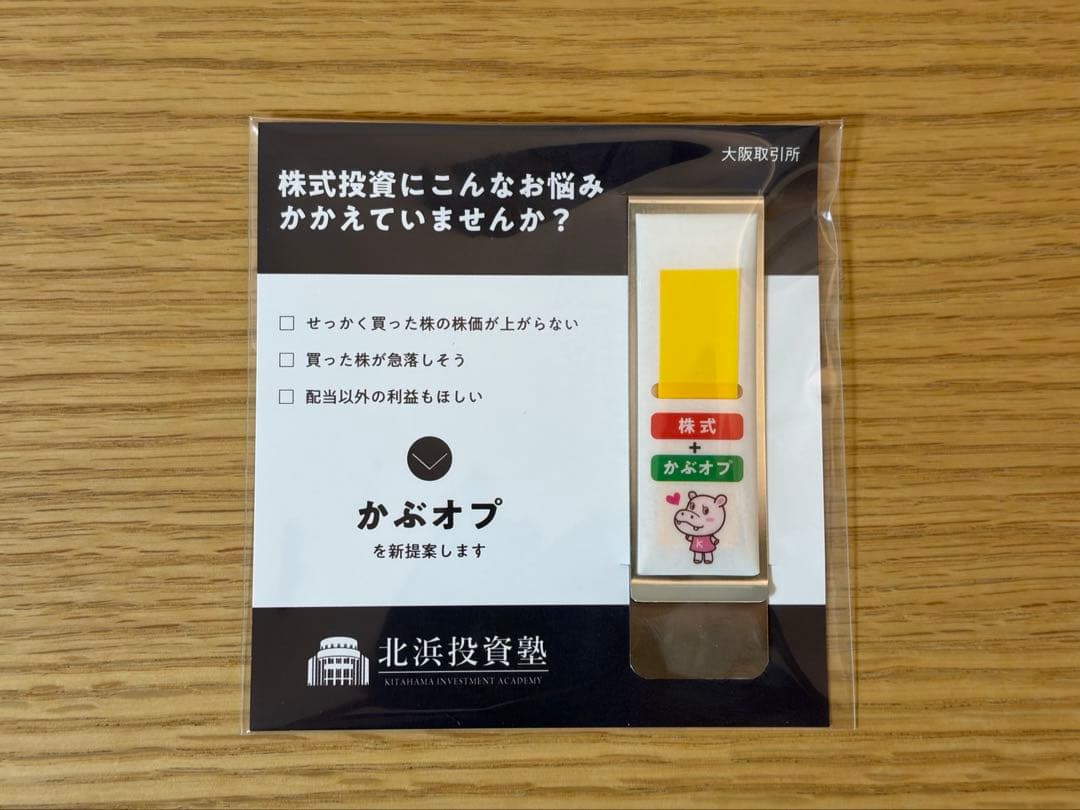 大阪取引所
株式投資にこんなお悩み
かかえていませんか？
□ せっかく買った株の株価が上がらない
□ 買った株が急落しそう
□ 配当以外の利益もほしい
かぶオプ
を新提案します
株式
+
かぶオプ
K
北浜投資塾
KITAHAMA INVESTMENT ACADEMY